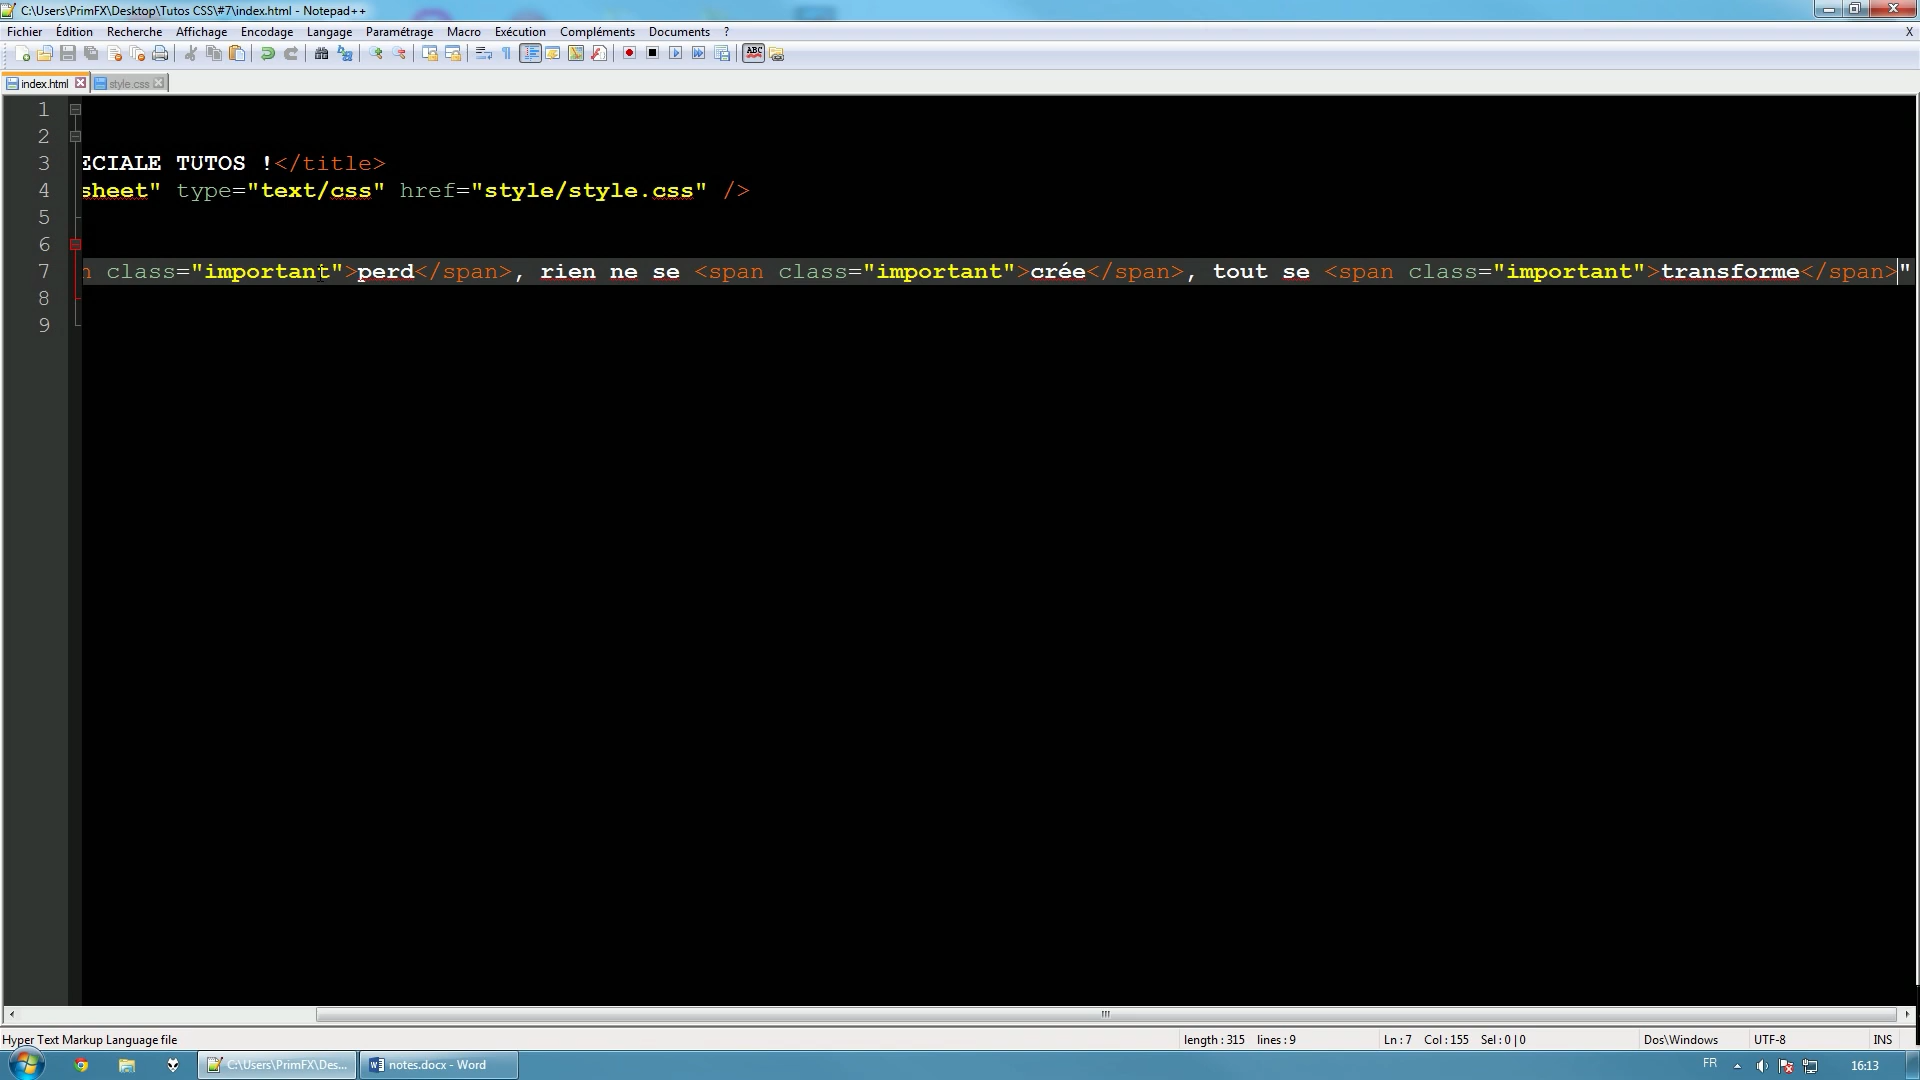 C:\Users\PrimFX\Desktop\Tutos CSS\#7\index.html - Notepad++
Fichier Édition Recherche Affichage Encodage Langage Paramétrage Macro Exécution Compléments Documents ? X
index.html style.css
1
2
3 ECIALE TUTOS !</title>
4 sheet" type="text/css" href="style/style.css" />
5
6
7 n class="important">perd</span>, rien ne se <span class="important">crée</span>, tout se <span class="important">transforme</span>"
8
9
Hyper Text Markup Language file length : 315 lines : 9 Ln : 7 Col : 155 Sel : 0 | 0 Dos\Windows UTF-8 INS
C:\Users\PrimFX\Des... notes.docx - Word FR 16:13